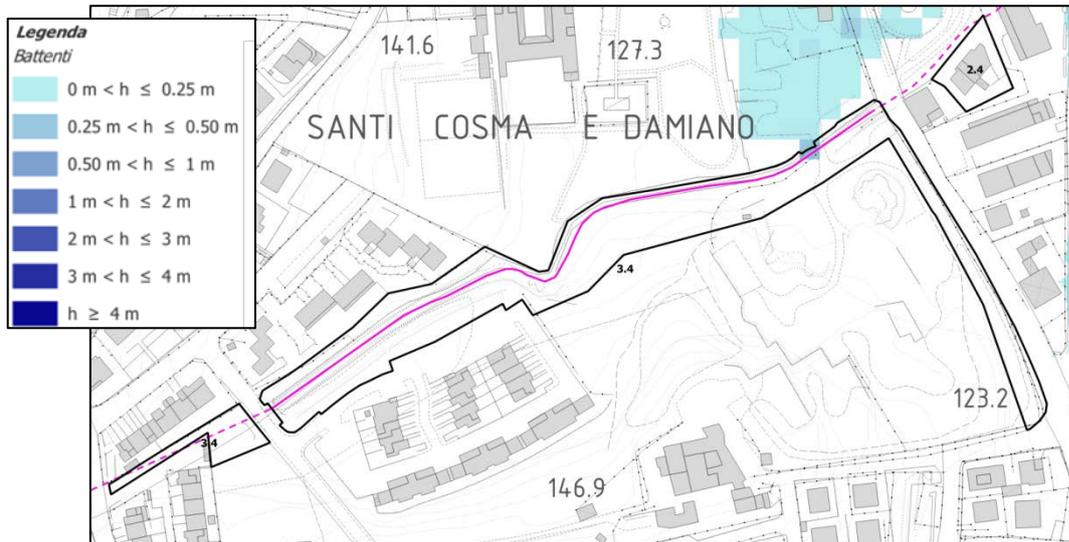 Legenda
Battenti
0 m < h ≤ 0.25 m
0.25 m < h ≤ 0.50 m
0.50 m < h ≤ 1 m
1 m < h ≤ 2 m
2 m < h ≤ 3 m
3 m < h ≤ 4 m
h ≥ 4 m
141.6
127.3
2.4
SANTI COSMA E DAMIANO
3.4
123.2
3.4
146.9